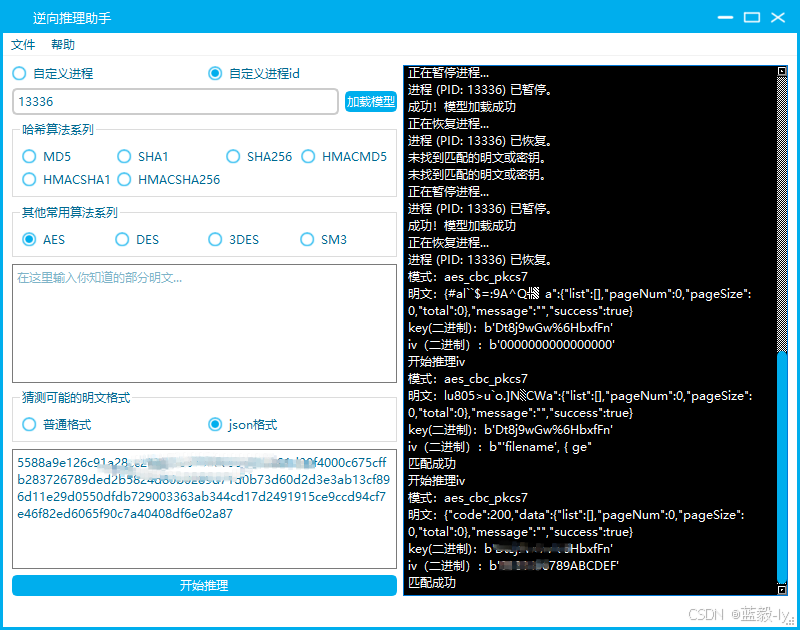 逆向推理助手
文件 帮助
自定义进程 自定义进程id
13336 加载模型
哈希算法系列
MD5 SHA1 SHA256 HMACMD5
HMACSHA1 HMACSHA256
其他常用算法系列
AES DES 3DES SM3
在这里输入你知道的部分明文...
猜测可能的明文格式
普通格式 json格式
5588a9e126c91a28 0f4000c675cff
b283726789ded2b5824d60b0289d71d0b73d60d2d3e3ab13cf89
6d11e29d0550dfdb729003363ab344cd17d2491915ce9ccd94cf7
e46f82ed6065f90c7a40408df6e02a87
开始推理
正在暂停进程...
进程 (PID: 13336) 已暂停。
成功！模型加载成功
正在恢复进程...
进程 (PID: 13336) 已恢复。
未找到匹配的明文或密钥。
未找到匹配的明文或密钥。
正在暂停进程...
进程 (PID: 13336) 已暂停。
成功！模型加载成功
正在恢复进程...
进程 (PID: 13336) 已恢复。
模式：aes_cbc_pkcs7
明文：{#al``$=:9A^Q a":{"list":[],"pageNum":0,"pageSize":
0,"total":0},"message":"","success":true}
key(二进制)：b'Dt8j9wGw%6HbxfFn'
iv（二进制）：b'0000000000000000'
开始推理iv
模式：aes_cbc_pkcs7
明文：lu805>u`o.]N CWa":{"list":[],"pageNum":0,"pageSize":
0,"total":0},"message":"","success":true}
key(二进制)：b'Dt8j9wGw%6HbxfFn'
iv（二进制）：b"'filename', { ge"
匹配成功
开始推理iv
模式：aes_cbc_pkcs7
明文：{"code":200,"data":{"list":[],"pageNum":0,"pageSize":
0,"total":0},"message":"","success":true}
key(二进制)：b' HbxfFn'
iv（二进制）：b' 789ABCDEF'
匹配成功
CSDN @蓝毅-ly